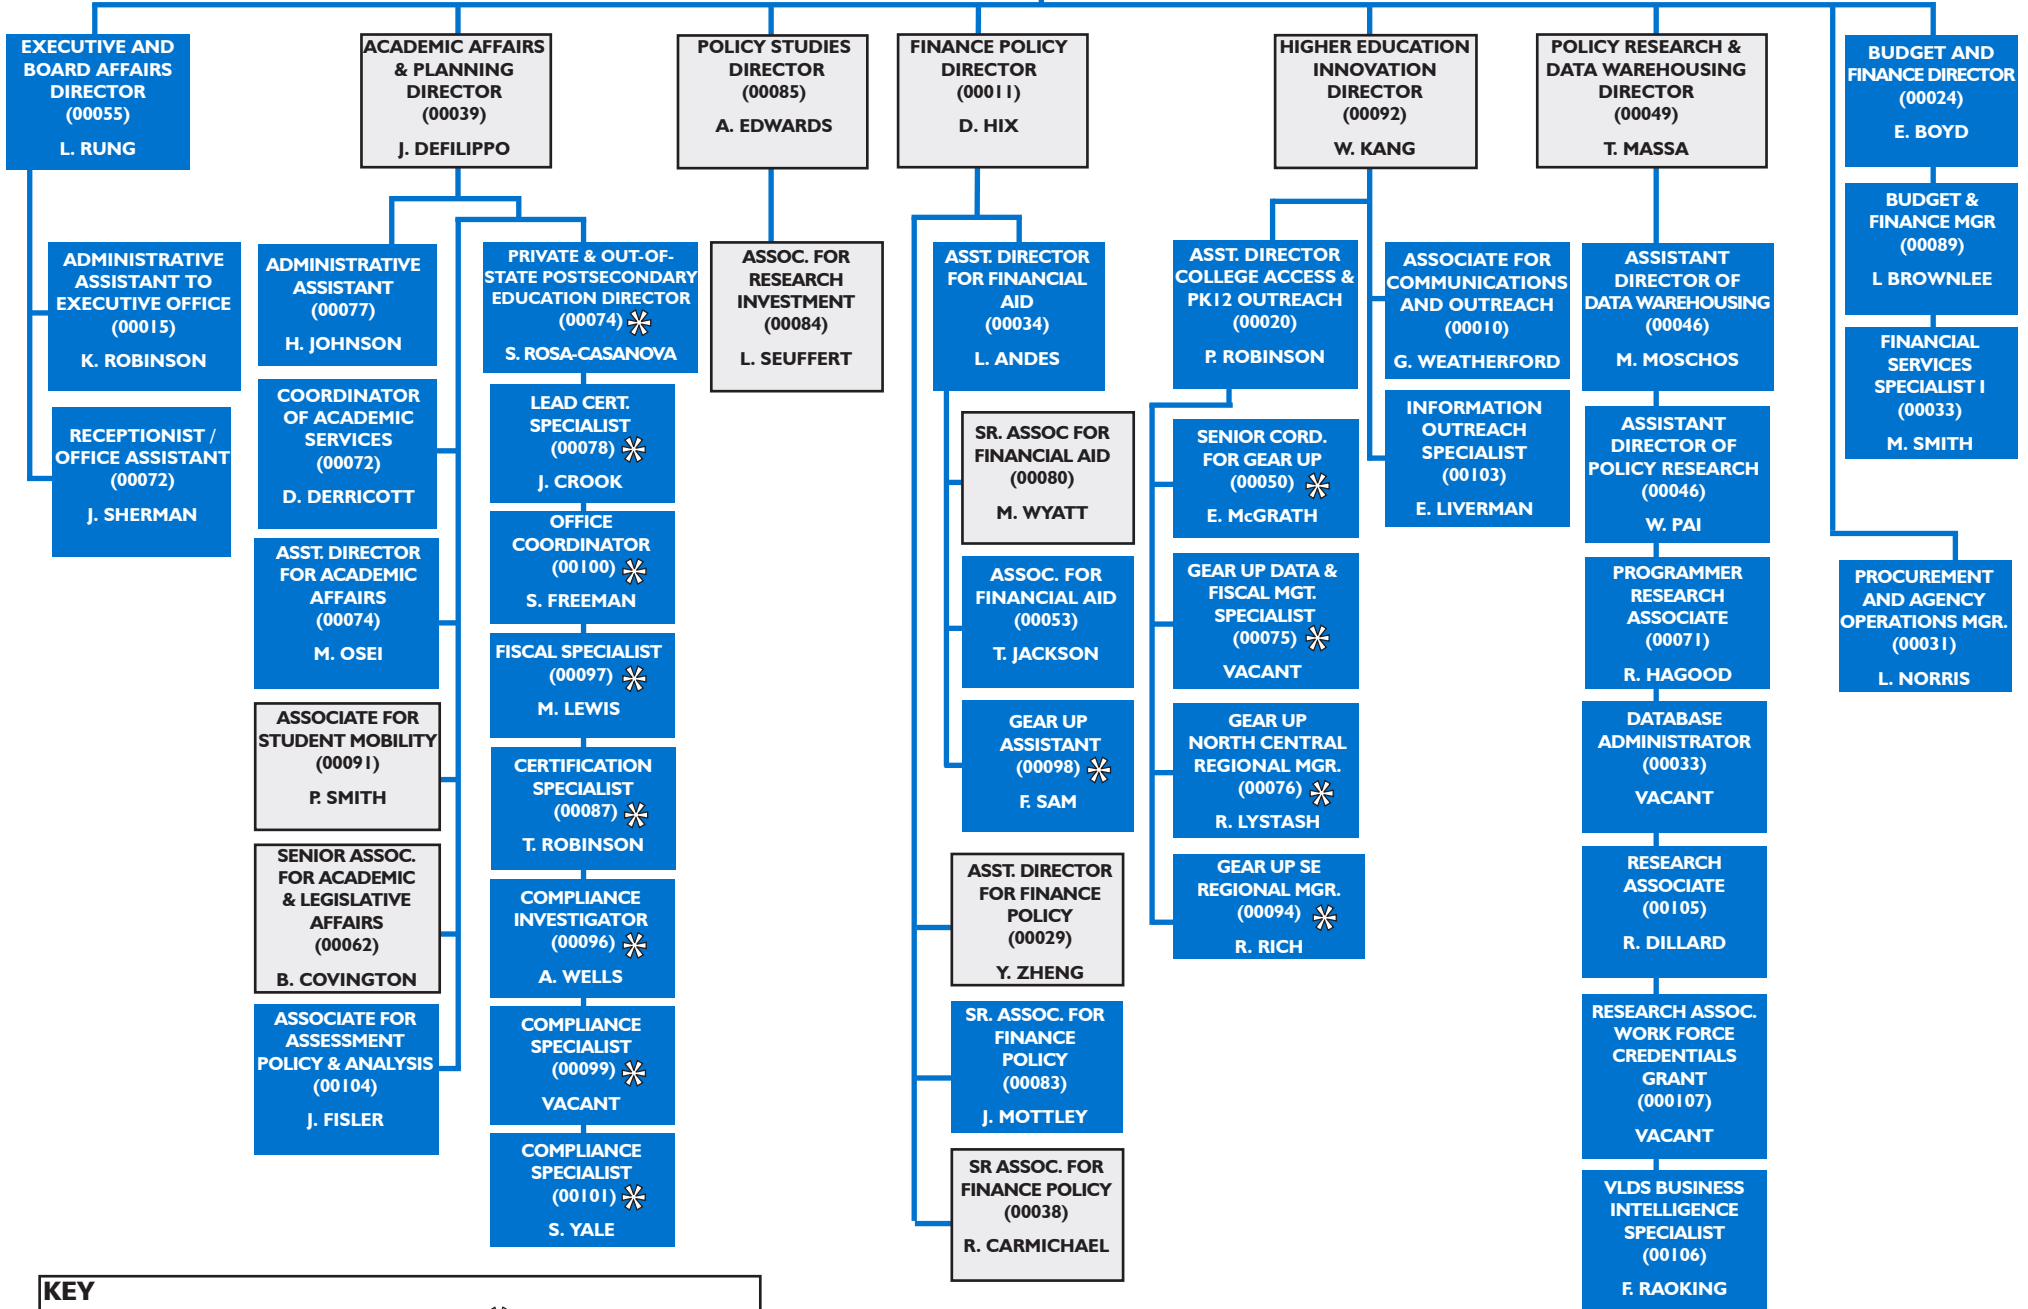 EXECUTIVE AND
BOARD AFFAIRS
DIRECTOR
(00055)
L. RUNG
ADMINISTRATIVE
ASSISTANT TO
EXECUTIVE OFFICE
(00015)
K. ROBINSON
RECEPTIONIST /
OFFICE ASSISTANT
(00072)
J. SHERMAN
ACADEMIC AFFAIRS
& PLANNING
DIRECTOR
(00039)
J. DEFILIPPO
ADMINISTRATIVE
ASSISTANT
(00077)
H. JOHNSON
COORDINATOR
OF ACADEMIC
SERVICES
(00072)
D. DERRICOTT
ASST. DIRECTOR
FOR ACADEMIC
AFFAIRS
(00074)
M. OSEI
ASSOCIATE FOR
STUDENT MOBILITY
(00091)
P. SMITH
SENIOR ASSOC.
FOR ACADEMIC
& LEGISLATIVE
AFFAIRS
(00062)
B. COVINGTON
ASSOCIATE FOR
ASSESSMENT
POLICY & ANALYSIS
(00104)
J. FISLER
PRIVATE & OUT-OF-
STATE POSTSECONDARY
EDUCATION DIRECTOR
(00074) *
S. ROSA-CASANOVA
LEAD CERT.
SPECIALIST
(00078) *
J. CROOK
OFFICE
COORDINATOR
(00100) *
S. FREEMAN
FISCAL SPECIALIST
(00097) *
M. LEWIS
CERTIFICATION
SPECIALIST
(00087) *
T. ROBINSON
COMPLIANCE
INVESTIGATOR
(00096) *
A. WELLS
COMPLIANCE
SPECIALIST
(00099) *
VACANT
COMPLIANCE
SPECIALIST
(00101) *
S. YALE
POLICY STUDIES
DIRECTOR
(00085)
A. EDWARDS
ASSOC. FOR
RESEARCH
INVESTMENT
(00084)
L. SEUFFERT
FINANCE POLICY
DIRECTOR
(00011)
D. HIX
ASST. DIRECTOR
FOR FINANCIAL
AID
(00034)
L. ANDES
SR. ASSOC FOR
FINANCIAL AID
(00080)
M. WYATT
ASSOC. FOR
FINANCIAL AID
(00053)
T. JACKSON
GEAR UP
ASSISTANT
(00098) *
F. SAM
ASST. DIRECTOR
FOR FINANCE
POLICY
(00029)
Y. ZHENG
SR. ASSOC. FOR
FINANCE
POLICY
(00083)
J. MOTTLEY
SR ASSOC. FOR
FINANCE POLICY
(00038)
R. CARMICHAEL
HIGHER EDUCATION
INNOVATION
DIRECTOR
(00092)
W. KANG
ASST. DIRECTOR
COLLEGE ACCESS &
PK12 OUTREACH
(00020)
P. ROBINSON
SENIOR CORD.
FOR GEAR UP
(00050) *
E. McGRATH
GEAR UP DATA &
FISCAL MGT.
SPECIALIST
(00075) *
VACANT
GEAR UP
NORTH CENTRAL
REGIONAL MGR.
(00076) *
R. LYSTASH
GEAR UP SE
REGIONAL MGR.
(00094) *
R. RICH
ASSOCIATE FOR
COMMUNICATIONS
AND OUTREACH
(00010)
G. WEATHERFORD
INFORMATION
OUTREACH
SPECIALIST
(00103)
E. LIVERMAN
POLICY RESEARCH &
DATA WAREHOUSING
DIRECTOR
(00049)
T. MASSA
ASSISTANT
DIRECTOR OF
DATA WAREHOUSING
(00046)
M. MOSCHOS
ASSISTANT
DIRECTOR OF
POLICY RESEARCH
(00046)
W. PAI
PROGRAMMER
RESEARCH
ASSOCIATE
(00071)
R. HAGOOD
DATABASE
ADMINISTRATOR
(00033)
VACANT
RESEARCH
ASSOCIATE
(00105)
R. DILLARD
RESEARCH ASSOC.
WORK FORCE
CREDENTIALS
GRANT
(000107)
VACANT
VLDS BUSINESS
INTELLIGENCE
SPECIALIST
(00106)
F. RAOKING
BUDGET AND
FINANCE DIRECTOR
(00024)
E. BOYD
BUDGET &
FINANCE MGR
(00089)
L BROWNLEE
FINANCIAL
SERVICES
SPECIALIST I
(00033)
M. SMITH
PROCUREMENT
AND AGENCY
OPERATIONS MGR.
(00031)
L. NORRIS
KEY